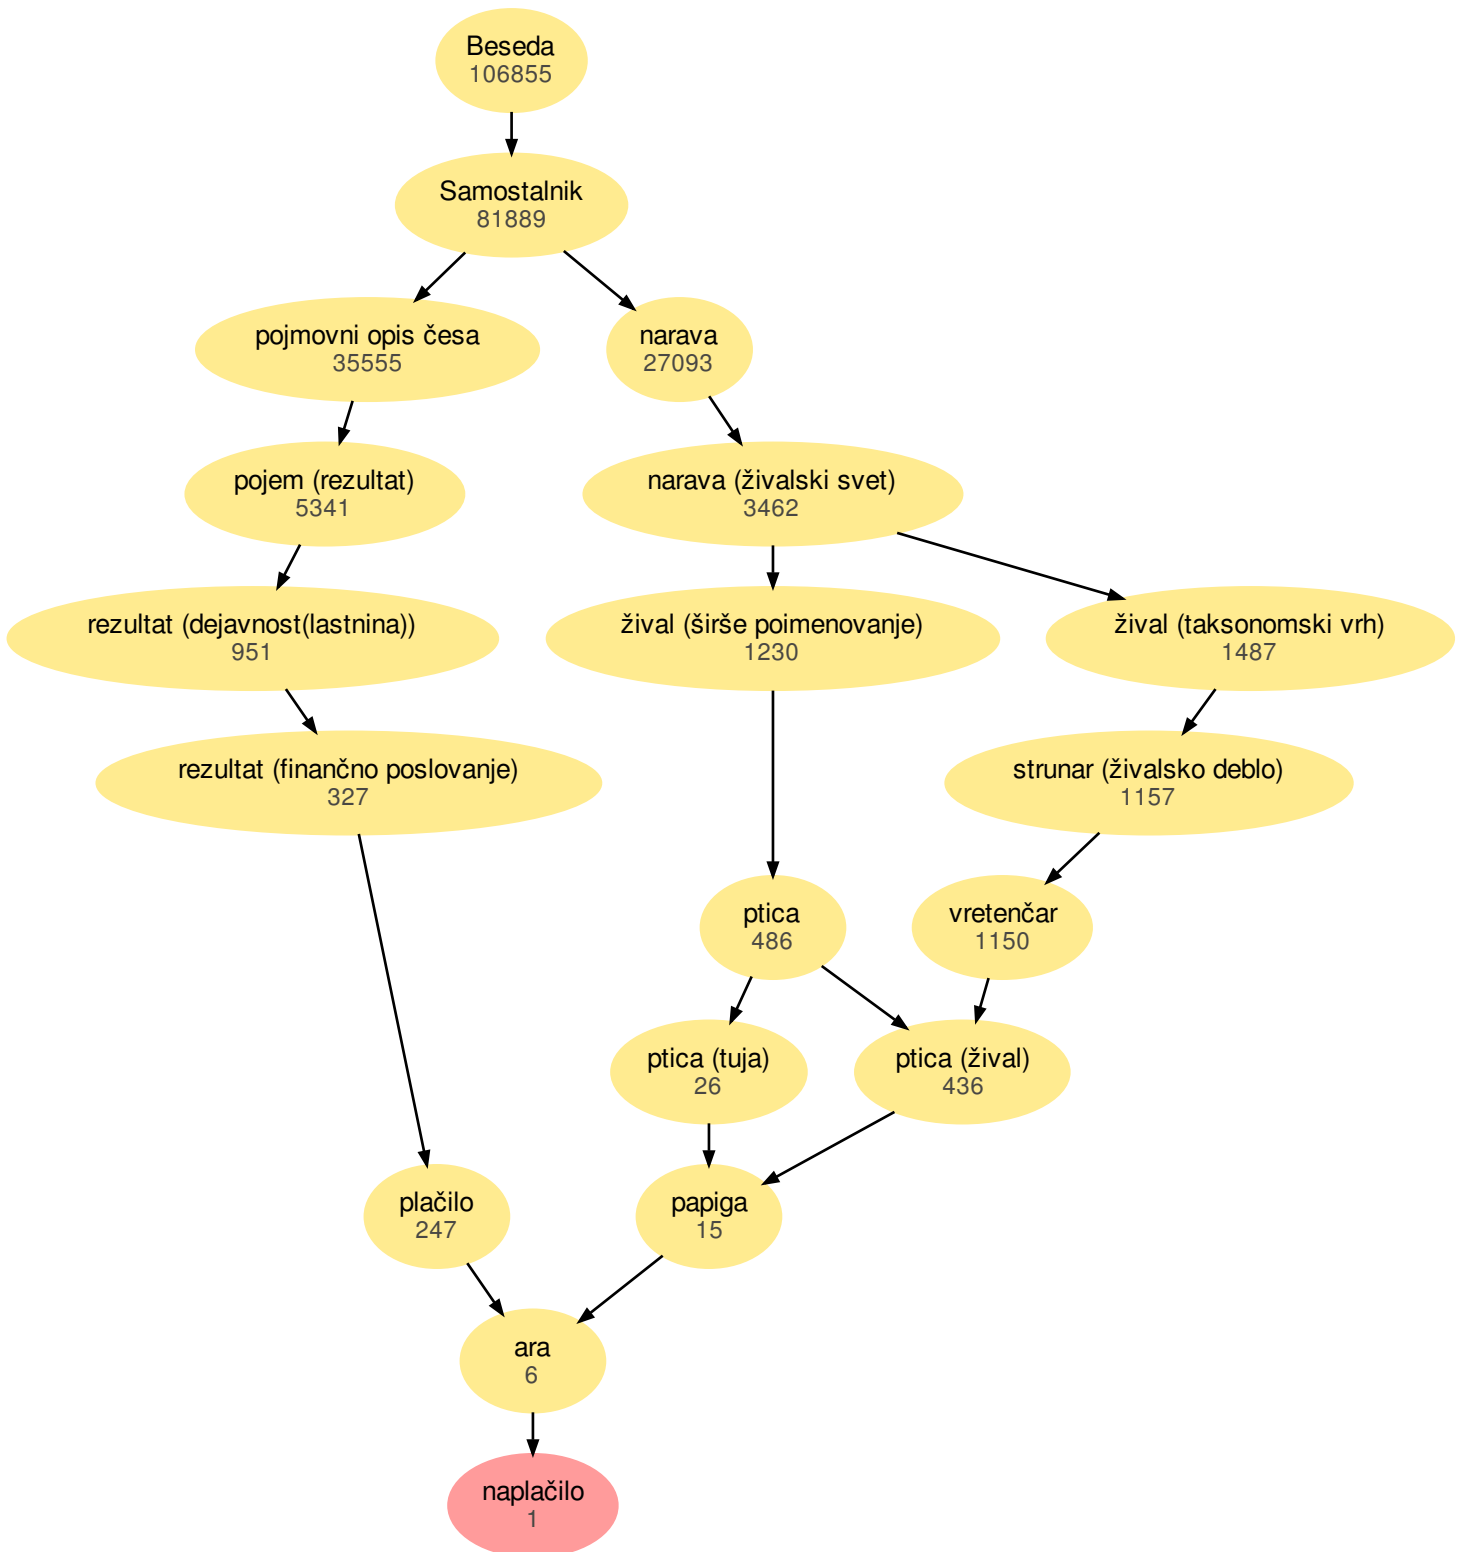 Beseda
106855
Samostalnik
81889
pojmovni opis česa
35555
narava
27093
pojem (rezultat)
5341
narava (živalski svet)
3462
rezultat (dejavnost(lastnina))
951
žival (širše poimenovanje)
1230
žival (taksonomski vrh)
1487
rezultat (finančno poslovanje)
327
strunar (živalsko deblo)
1157
ptica
486
vretenčar
1150
ptica (tuja)
26
ptica (žival)
436
plačilo
247
papiga
15
ara
6
naplačilo
1